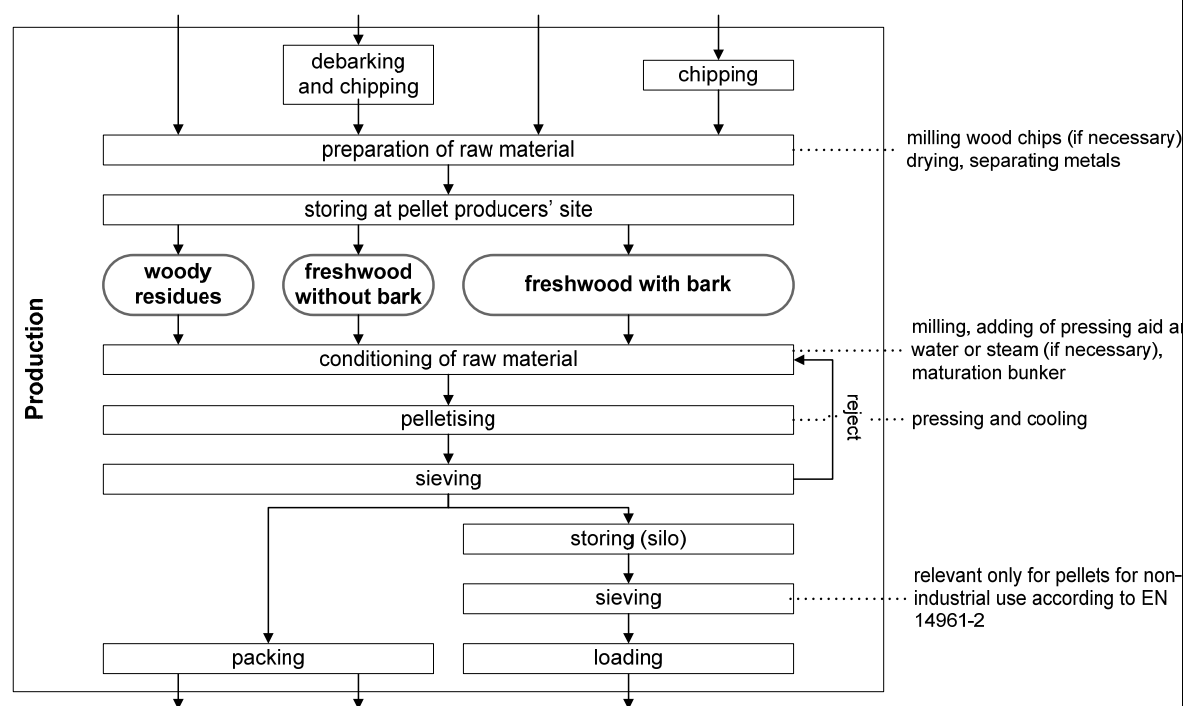 debarking
and chipping
chipping
preparation of raw material
milling wood chips (if necessary)
drying, separating metals
storing at pellet producers’ site
woody
residues
freshwood
without bark
freshwood with bark
Production
conditioning of raw material
milling, adding of pressing aid
water or steam (if necessary),
maturation bunker
reject
pelletising
pressing and cooling
sieving
storing (silo)
sieving
relevant only for pellets for non-
industrial use according to EN
14961-2
packing
loading